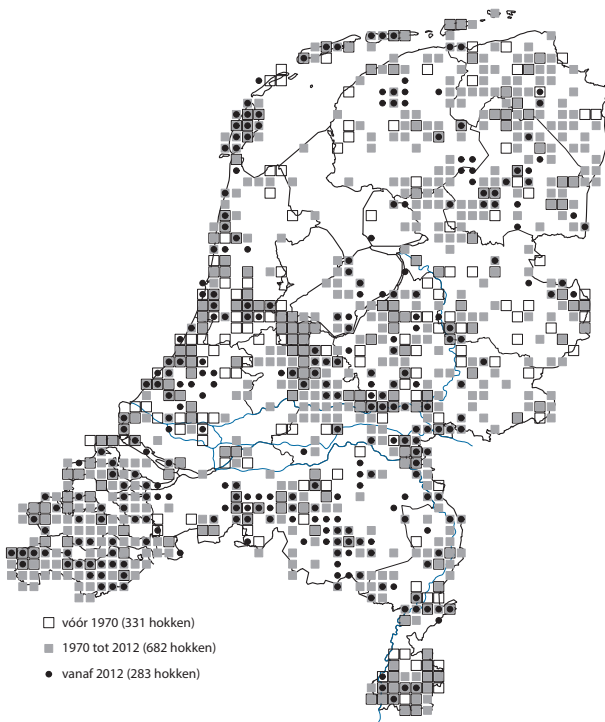 vóór 1970 (331 hokken)
1970 tot 2012 (682 hokken)
vanaf 2012 (283 hokken)